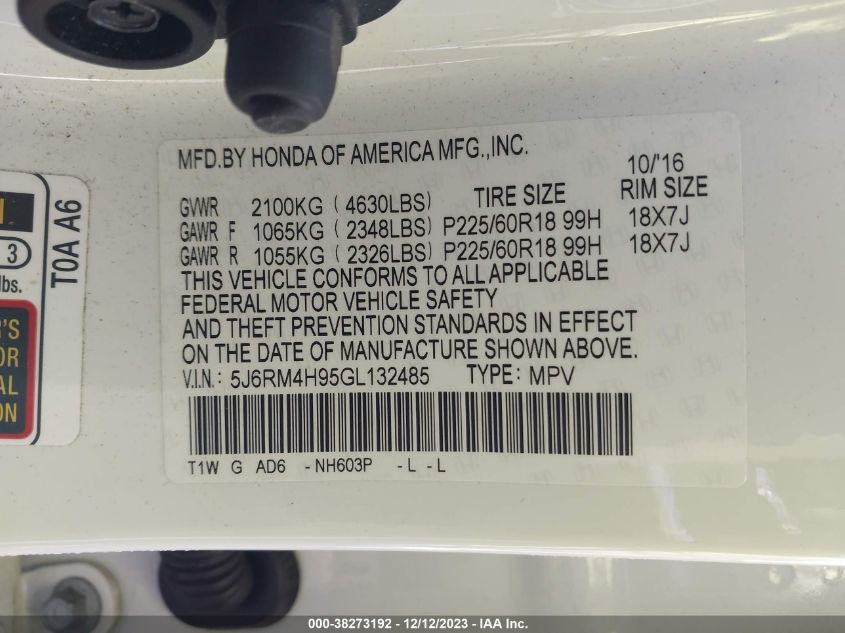 MFD.BY HONDA OF AMERICA MFG.,INC.
10/'16
GVWR 2100KG ( 4630LBS) TIRE SIZE RIM SIZE
GAWR F 1065KG ( 2348LBS) P225/60R18 99H 18X7J
GAWR R 1055KG ( 2326LBS) P225/60R18 99H 18X7J
THIS VEHICLE CONFORMS TO ALL APPLICABLE
FEDERAL MOTOR VEHICLE SAFETY
AND THEFT PREVENTION STANDARDS IN EFFECT
ON THE DATE OF MANUFACTURE SHOWN ABOVE.
V.I.N.: 5J6RM4H95GL132485 TYPE: MPV
T1W G AD6 - NH603P - L - L
T0A A6
3
lbs.
000-38273192 - 12/12/2023 - IAA Inc.